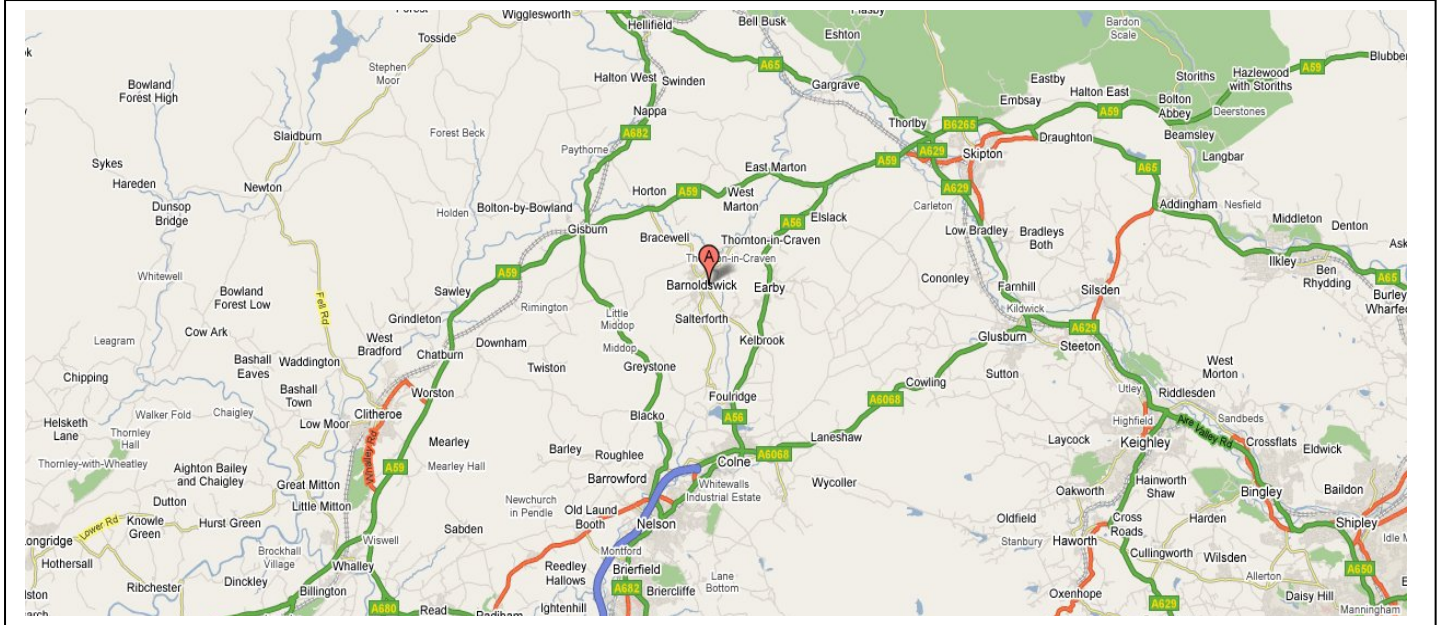 Wigglesworth
Hellifield
Bell Busk
Bardon
Scale
Tosside
Eshton
Stephen
Moor
A65
Storiths
Hazlewood
with Storiths
A59
Bowland
Forest High
Halton West
Swinden
Gargrave
Eastby
Halton East
Embsay
Bolton
Abbey
Deerstones
Nappa
Thorlby
B6265
A59
Slaidburn
Forest Beck
A682
Draughton
Beamsley
Paythorne
A629
Skipton
Langbar
Sykes
East Marton
A59
A65
Hareden
Newton
Horton
A59
West
Marton
A629
Dunsop
Bridge
Holden
Bolton-by-Bowland
A56
Elslack
Carleton
Addingham
Nesfield
Middleton
Denton
Gisburn
Low Bradley
Bradleys
Both
Bracewell
A
Thornton-in-Craven
Thornton-in-Craven
Ilkley
Ben
Rhydding
Whitewell
A59
Cononley
A65
Bowland
Forest Low
Fell Rd
Sawley
Barnoldswick
Earby
Farnhill
Silsden
Burley
Rimington
Kildwick
Grindleton
Little
Middop
Salterforth
Cow Ark
A629
Leagram
West
Bradford
Downham
Middop
Kelbrook
Glusburn
Steeton
Bashall
Eaves
Waddington
Chatburn
Twiston
Greystone
Sutton
West
Morton
Chipping
Bashall
Town
Worston
Cowling
Utley
Riddlesden
Walker Fold
Chaigley
Clitheroe
Foulridge
A6068
Helsketh
Lane
Low Moor
Blacko
A56
Highfield
Sandbeds
Thornley
Hall
Whalley Rd
Mearley
Laneshaw
Laycock
Keighley
Aire Valley Rd
Crossflats
Thornley-with-Wheatley
Barley
Roughlee
Eldwick
Aighton Bailey
and Chaigley
A59
Mearley Hall
Colne
A6068
Great Mitton
Barrowford
Whitewalls
Industrial Estate
Wycoller
Oakworth
Hainworth
Shaw
Bingley
Baildon
Dutton
Little Mitton
Newchurch
in Pendle
Old Laund
Booth
Lower Rd
Knowle
Green
Hurst Green
Sabden
Nelson
Oldfield
Cross
Roads
Harden
Shipley
Wiswell
Stanbury
Haworth
Hothersall
Brockhall
Village
Montford
Cullingworth
Wilsden
Whalley
Reedley
Hallows
Brierfield
Lane
Bottom
A650
Ribchester
Dinckley
Billington
A682
Briercliffe
Allerton
Oxenhope
Daisy Hill
A680
Read
Ightenhill
A629
Manningham